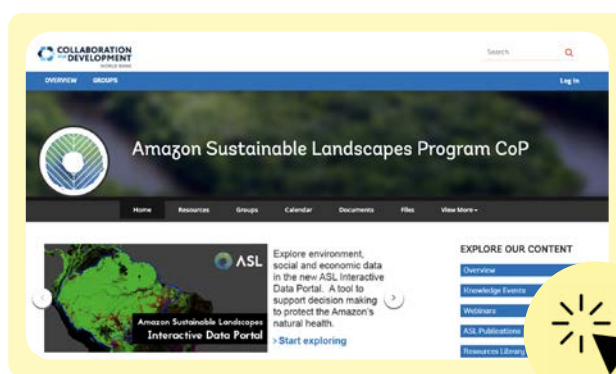 COLLABORATION
FOR DEVELOPMENT
WORLD BANK
Search
OVERVIEW GROUPS
Log In
Amazon Sustainable Landscapes Program CoP
Home Resources Groups Calendar Documents Files View More
ASL
Amazon Sustainable Landscapes
Interactive Data Portal
Explore environment,
social and economic data
in the new ASL Interactive
Data Portal. A tool to
support decision making
to protect the Amazon's
natural health.
> Start exploring
EXPLORE OUR CONTENT
Overview
Knowledge Events
Webinars
ASL Publications
Resources Library